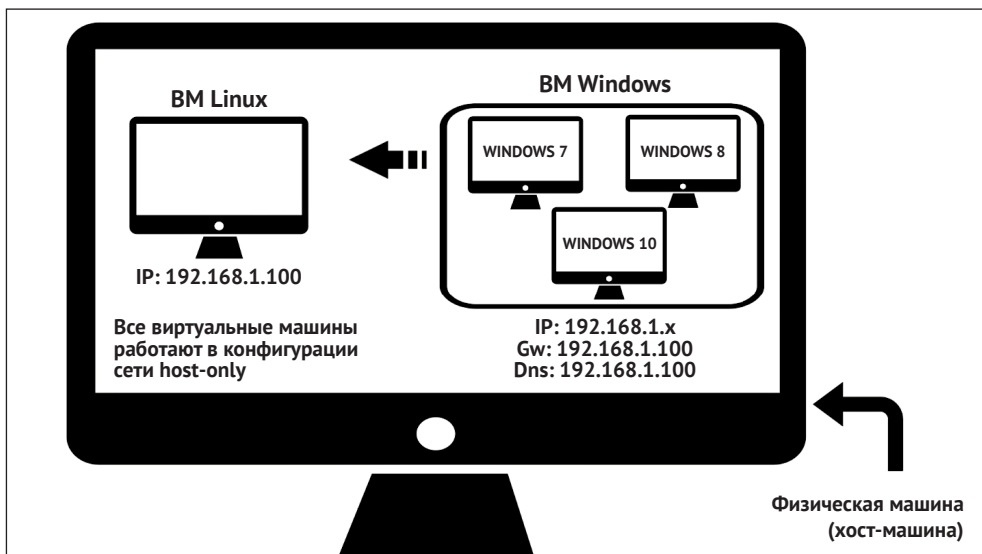 ВМ Linux
IP: 192.168.1.100
Все виртуальные машины
работают в конфигурации
сети host-only
ВМ Windows
WINDOWS 7
WINDOWS 8
WINDOWS 10
IP: 192.168.1.x
Gw: 192.168.1.100
Dns: 192.168.1.100
Физическая машина
(хост-машина)